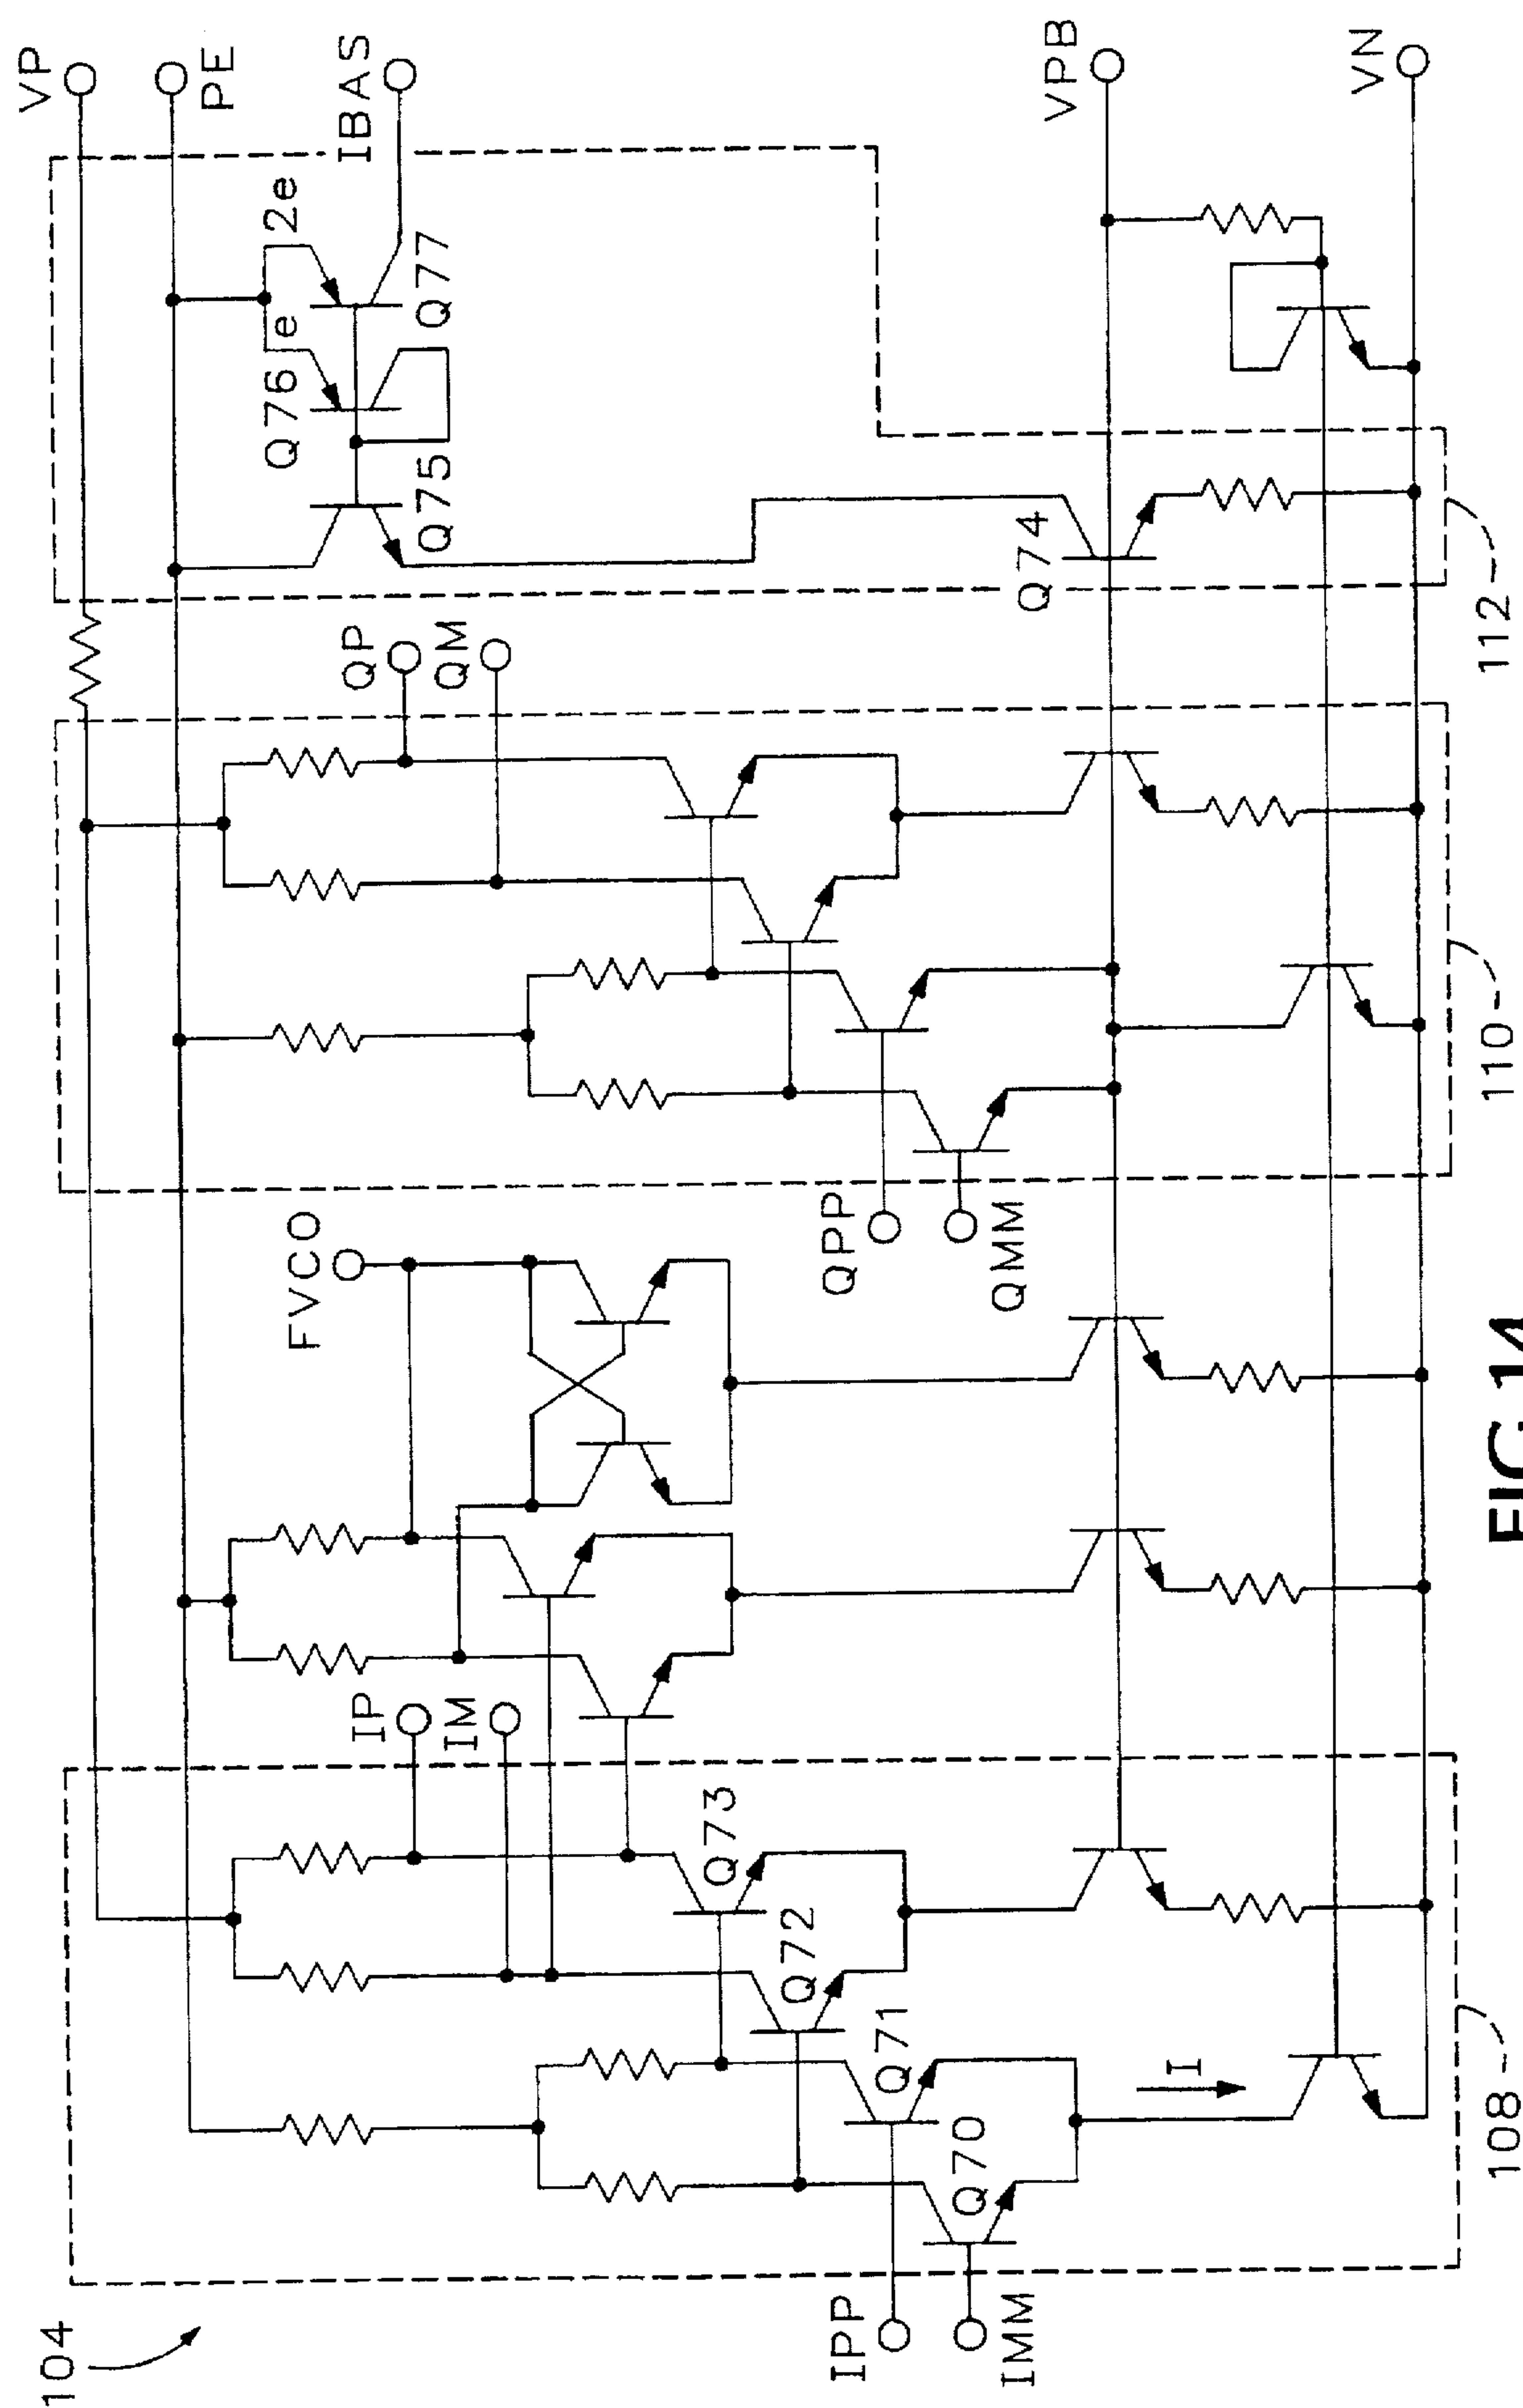 104
VP
PE
IBAS
2e
e
Q76
Q77
Q75
QP
QM
FVCO
IP
IM
Q73
Q72
Q71
Q70
I
IPP
IMM
QPP
QMM
Q74
VPB
VN
108
110
112
FIG.14